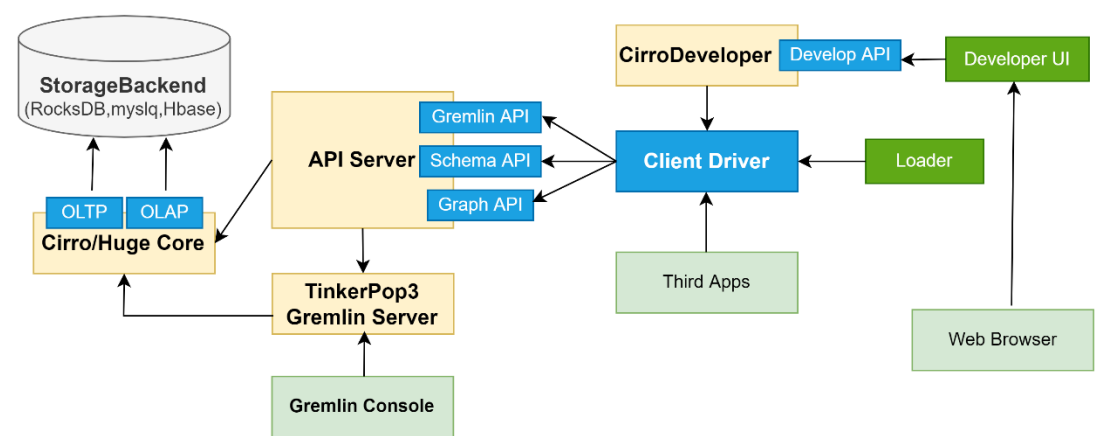 StorageBackend
(RocksDB,myslq,Hbase)
OLTP
OLAP
Cirro/Huge Core
API Server
Gremlin API
Schema API
Graph API
TinkerPop3
Gremlin Server
Gremlin Console
CirroDeveloper
Develop API
Developer UI
Client Driver
Loader
Third Apps
Web Browser